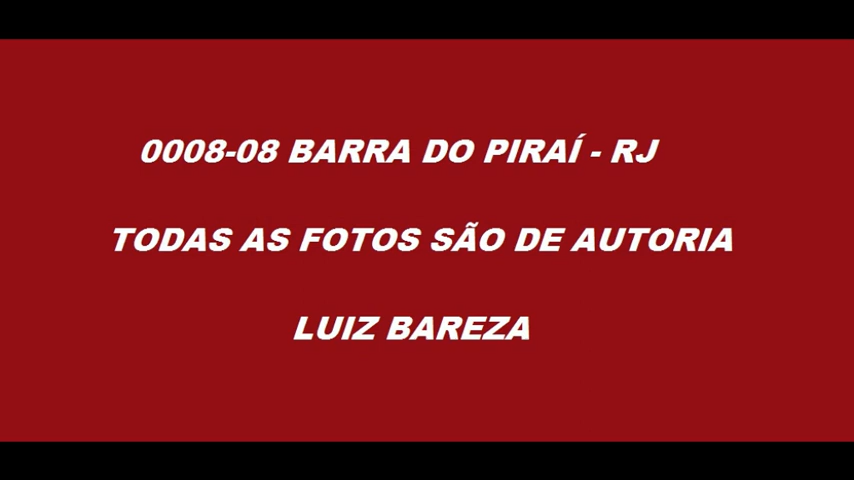 0008-08 BARRA DO PIRAÍ - RJ
TODAS AS FOTOS SÃO DE AUTORIA
LUIZ BAREZA